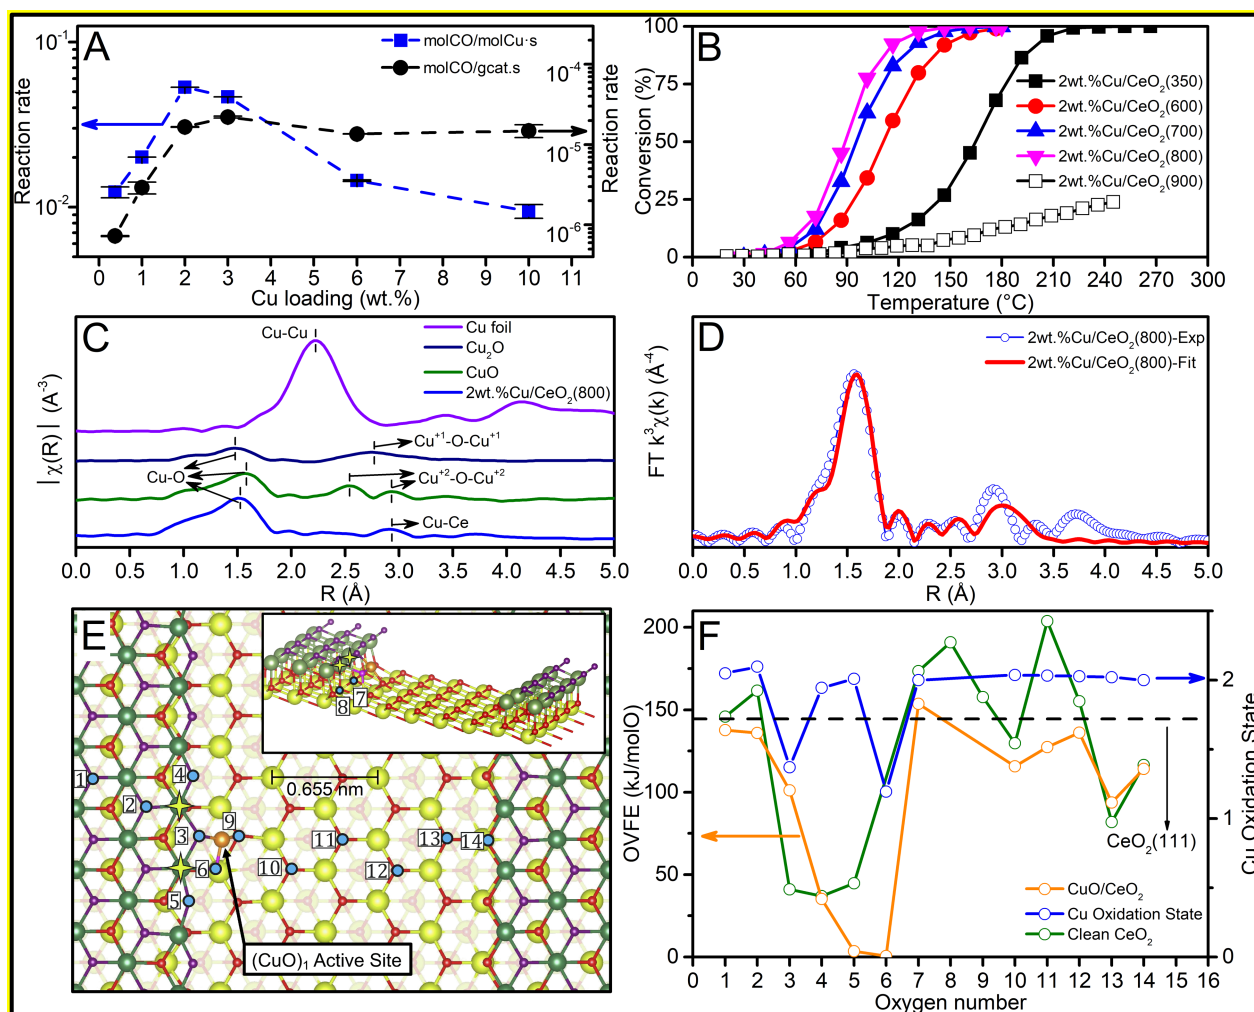 A
molCO/molCu·s
molCO/gcat.s
10⁻¹
10⁻²
10⁻⁴
10⁻⁵
10⁻⁶
Reaction rate
Reaction rate
0 1 2 3 4 5 6 7 8 9 10 11
Cu loading (wt.%)
B
2wt.%Cu/CeO₂(350)
2wt.%Cu/CeO₂(600)
2wt.%Cu/CeO₂(700)
2wt.%Cu/CeO₂(800)
2wt.%Cu/CeO₂(900)
100
75
50
25
0
Conversion (%)
0 30 60 90 120 150 180 210 240 270 300
Temperature (°C)
C
Cu-Cu
Cu foil
Cu₂O
CuO
2wt.%Cu/CeO₂(800)
Cu⁺¹-O-Cu⁺¹
Cu-O
Cu⁺²-O-Cu⁺²
Cu-Ce
|χ(R)| (Å⁻³)
0.0 0.5 1.0 1.5 2.0 2.5 3.0 3.5 4.0 4.5 5.0
R (Å)
D
2wt.%Cu/CeO₂(800)-Exp
2wt.%Cu/CeO₂(800)-Fit
FT k³χ(k) (Å⁻⁴)
0.0 0.5 1.0 1.5 2.0 2.5 3.0 3.5 4.0 4.5 5.0
R (Å)
E
7
8
1
4
0.655 nm
2
3
9
11
13
14
6
10
12
5
(CuO)₁ Active Site
F
200
150
100
50
0
OVFE (kJ/molO)
2
1
0
Cu Oxidation State
CeO₂(111)
CuO/CeO₂
Cu Oxidation State
Clean CeO₂
0 1 2 3 4 5 6 7 8 9 10 11 12 13 14 15 16
Oxygen number